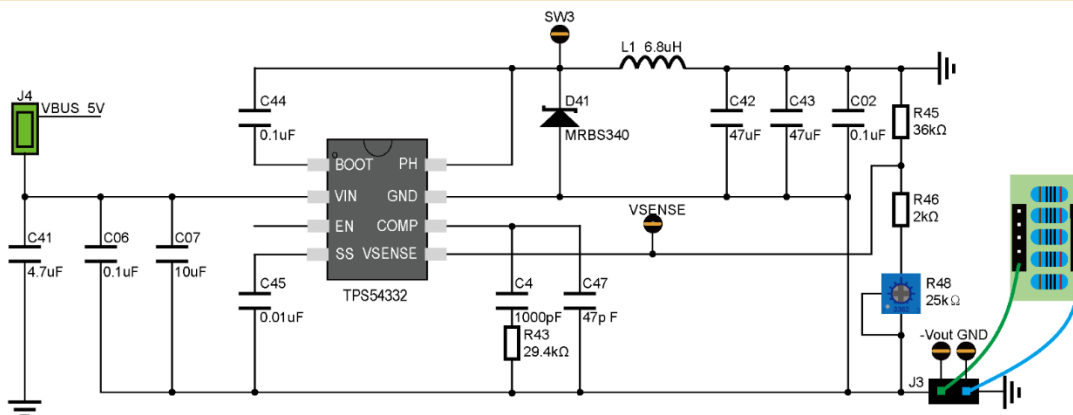 SW3
L1 6.8uH
J4
VBUS 5V
C44
0.1uF
D41
MRBS340
C42
47uF
C43
47uF
C02
0.1uF
R45
36kΩ
BOOT
PH
VIN
GND
EN
COMP
SS
VSENSE
TPS54332
VSENSE
R46
2kΩ
C41
4.7uF
C06
0.1uF
C07
10uF
C45
0.01uF
C4
1000pF
C47
47p F
R43
29.4kΩ
R48
25kΩ
-Vout GND
J3